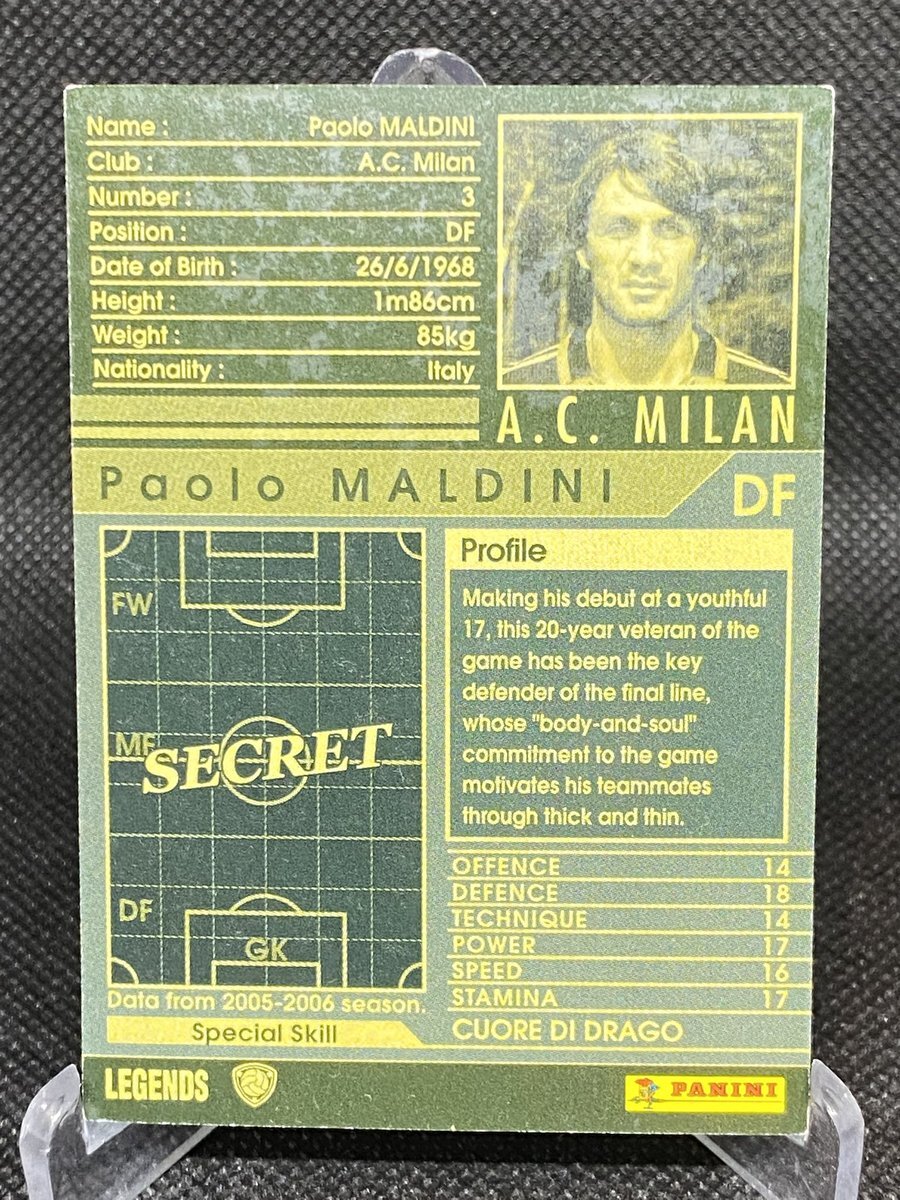 Name : Paolo MALDINI
Club : A.C. Milan
Number : 3
Position : DF
Date of Birth : 26/6/1968
Height : 1m86cm
Weight : 85kg
Nationality : Italy
A.C. MILAN
Paolo MALDINI
DF
FW
MF
SECRET
DF
GK
Data from 2005-2006 season.
Profile
Making his debut at a youthful
17, this 20-year veteran of the
game has been the key
defender of the final line,
whose "body-and-soul"
commitment to the game
motivates his teammates
through thick and thin.
OFFENCE 14
DEFENCE 18
TECHNIQUE 14
POWER 17
SPEED 16
STAMINA 17
Special Skill CUORE DI DRAGO
LEGENDS
PANINI